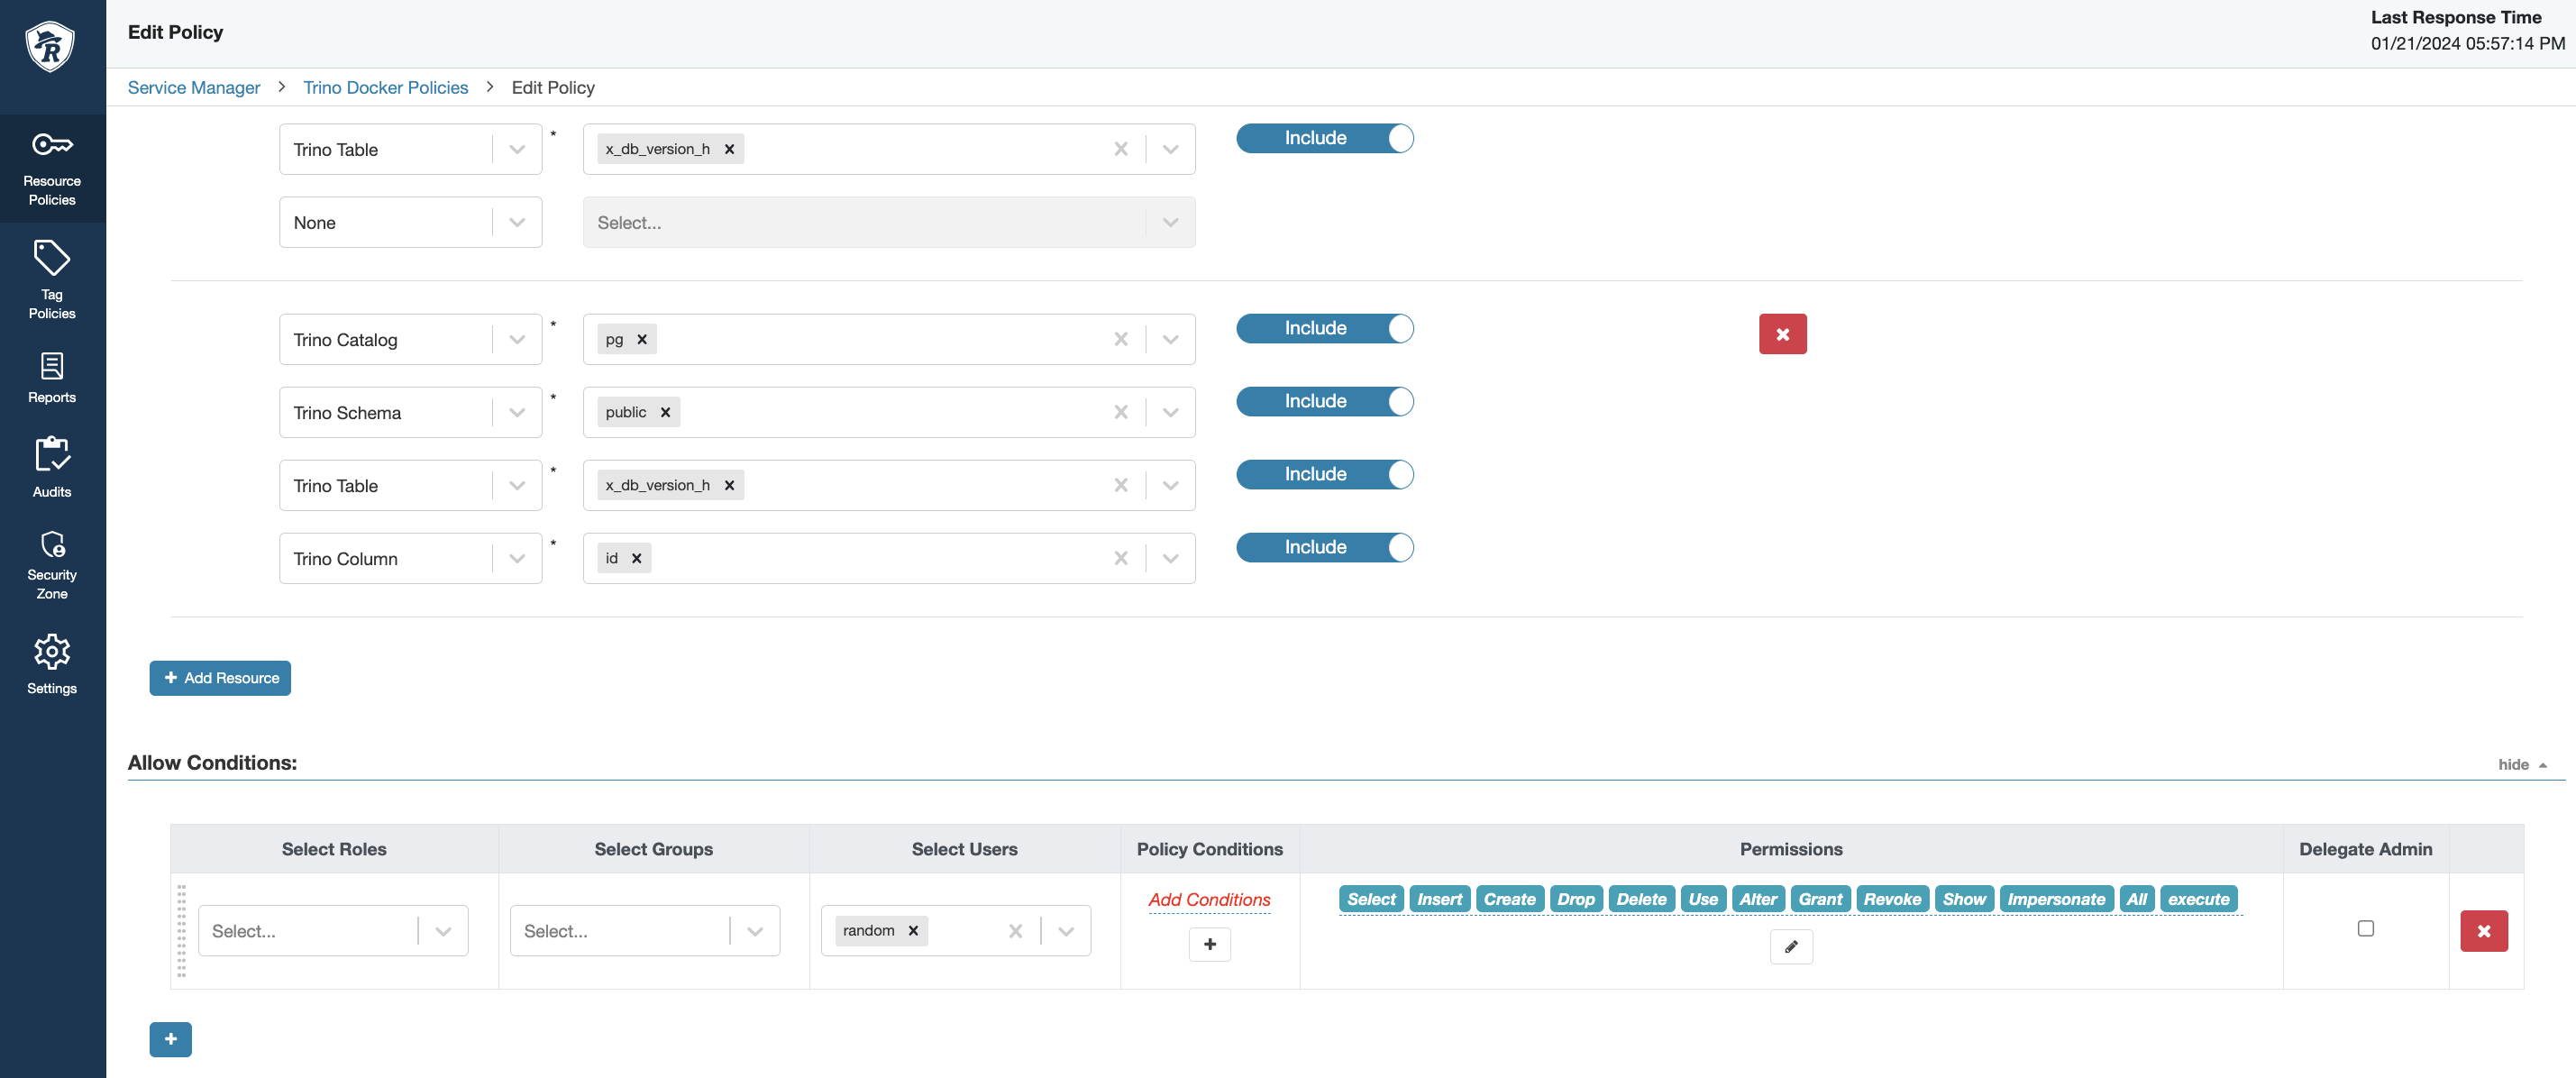 R
Edit Policy
Last Response Time
01/21/2024 05:57:14 PM
Service Manager > Trino Docker Policies > Edit Policy
Resource
Policies
Tag
Policies
Reports
Audits
Security
Zone
Settings
Trino Table * x_db_version_h Include
None Select...
Trino Catalog * pg Include
Trino Schema * public Include
Trino Table * x_db_version_h Include
Trino Column * id Include
+ Add Resource
Allow Conditions: hide
Select Roles Select Groups Select Users Policy Conditions Permissions Delegate Admin
Select... Select... random Add Conditions Select Insert Create Drop Delete Use Alter Grant Revoke Show Impersonate All execute
+
+